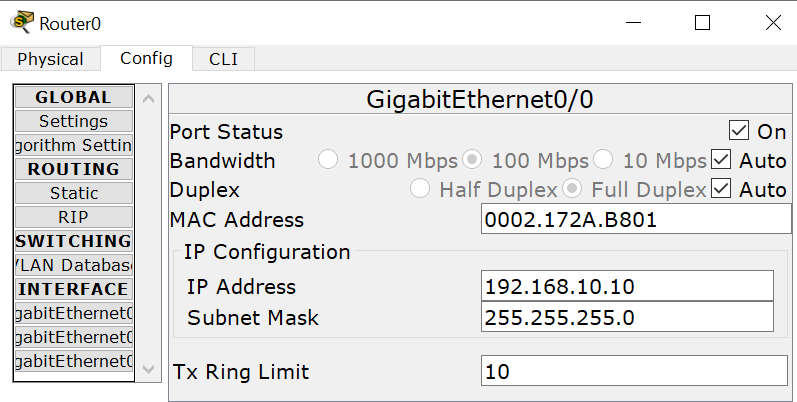 Router0
Physical Config CLI
GLOBAL
Settings
gorithm Settin
ROUTING
Static
RIP
SWITCHING
VLAN Database
INTERFACE
gabitEthernet0
gabitEthernet0
gabitEthernet0
GigabitEthernet0/0
Port Status On
Bandwidth 1000 Mbps 100 Mbps 10 Mbps Auto
Duplex Half Duplex Full Duplex Auto
MAC Address 0002.172A.B801
IP Configuration
IP Address 192.168.10.10
Subnet Mask 255.255.255.0
Tx Ring Limit 10